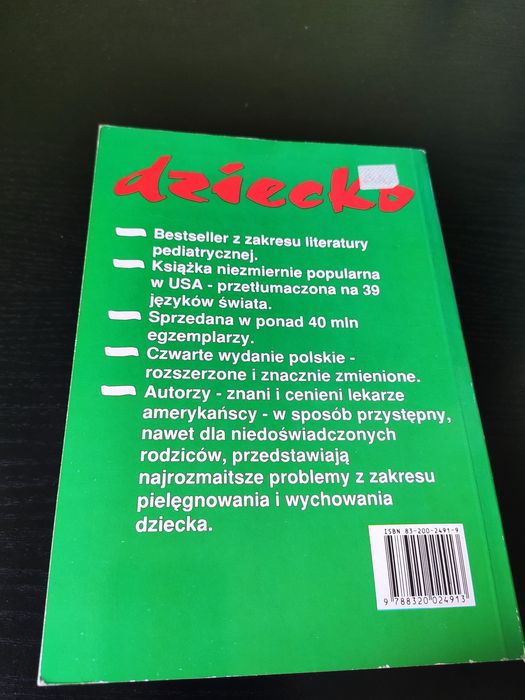 dziecko
Bestseller z zakresu literatury
pediatrycznej.
Książka niezmiernie popularna
w USA - przetłumaczona na 39
języków świata.
Sprzedana w ponad 40 mln
egzemplarzy.
Czwarte wydanie polskie -
rozszerzone i znacznie zmienione.
Autorzy - znani i cenieni lekarze
amerykańscy - w sposób przystępny,
nawet dla niedoświadczonych
rodziców, przedstawiają
najrozmaitsze problemy z zakresu
pielęgnowania i wychowania
dziecka.
ISBN 83-200-2491-9
9 788320 024913